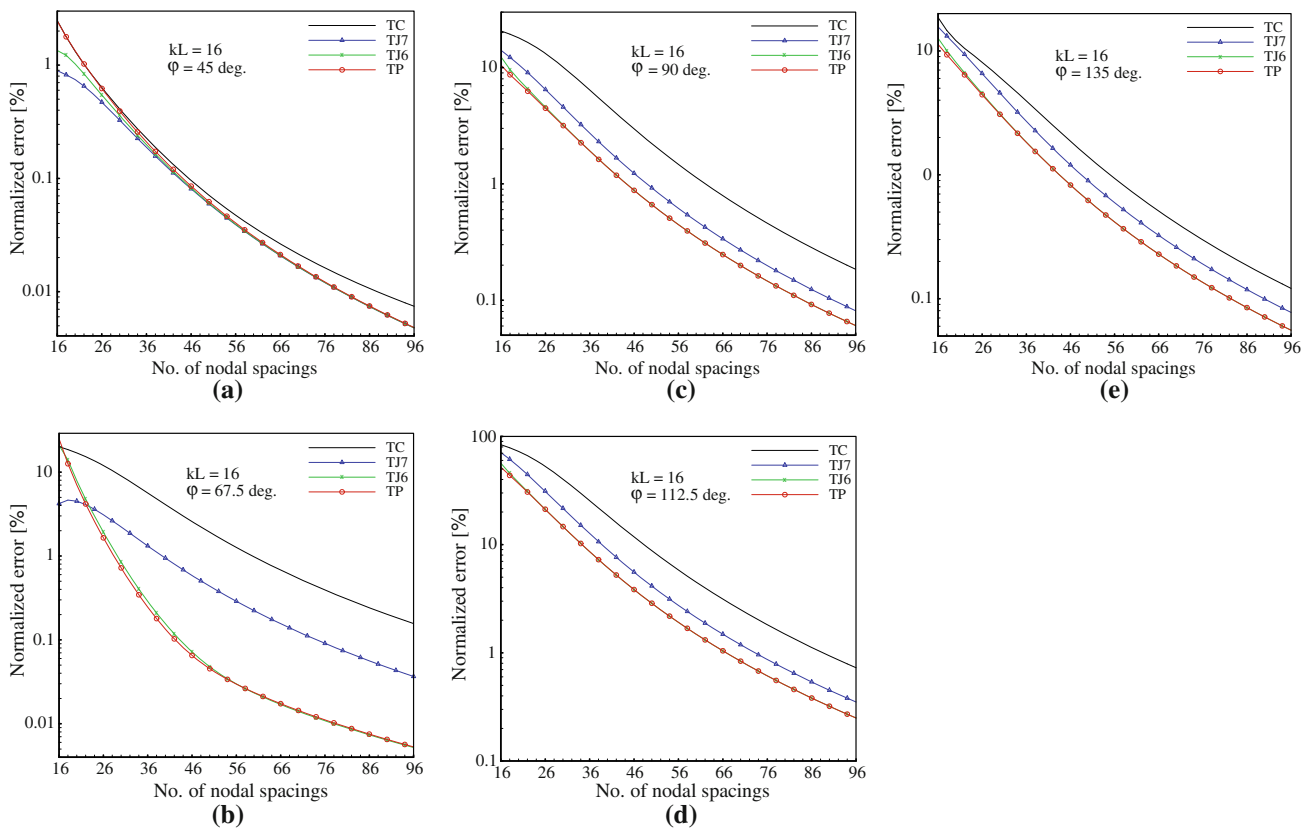 TC
TJ7
TJ6
TP
kL = 16
φ = 45 deg.
Normalized error [%]
1
0.1
0.01
16 26 36 46 56 66 76 86 96
No. of nodal spacings
(a)
TC
TJ7
TJ6
TP
kL = 16
φ = 90 deg.
Normalized error [%]
10
1
0.1
16 26 36 46 56 66 76 86 96
No. of nodal spacings
(c)
TC
TJ7
TJ6
TP
kL = 16
φ = 135 deg.
Normalized error [%]
10
0
0.1
16 26 36 46 56 66 76 86 96
No. of nodal spacings
(e)
TC
TJ7
TJ6
TP
kL = 16
φ = 67.5 deg.
Normalized error [%]
10
1
0.1
0.01
16 26 36 46 56 66 76 86 96
No. of nodal spacings
(b)
TC
TJ7
TJ6
TP
kL = 16
φ = 112.5 deg.
Normalized error [%]
100
10
1
0.1
16 26 36 46 56 66 76 86 96
No. of nodal spacings
(d)